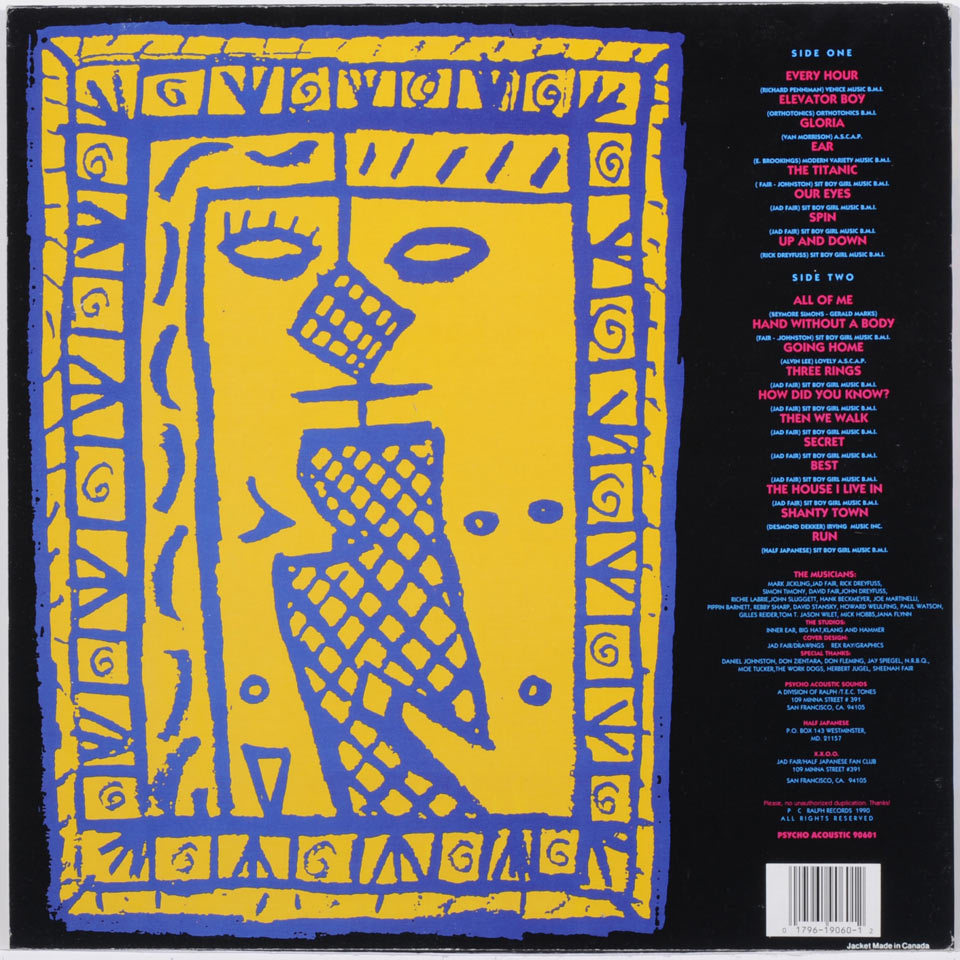 SIDE ONE
EVERY HOUR
(RICHARD PENNIMAN) VENICE MUSIC B.M.I.
ELEVATOR BOY
(ORTHOTONICS) ORTHOTONICS B.M.I.
GLORIA
(VAN MORRISON) A.S.C.A.P.
EAR
(E. BROOKINGS) MODERN VARIETY MUSIC B.M.I.
THE TITANIC
( FAIR - JOHNSTON) SIT BOY GIRL MUSIC B.M.I.
OUR EYES
(JAD FAIR) SIT BOY GIRL MUSIC B.M.I.
SPIN
(JAD FAIR) SIT BOY GIRL MUSIC B.M.I.
UP AND DOWN
(RICK DREYFUSS) SIT BOY GIRL MUSIC B.M.I.
SIDE TWO
ALL OF ME
(SEYMORE SIMONS - GERALD MARKS)
HAND WITHOUT A BODY
(FAIR - JOHNSTON) SIT BOY GIRL MUSIC B.M.I.
GOING HOME
(ALVIN LEE) LOVELY A.S.C.A.P.
THREE RINGS
(JAD FAIR) SIT BOY GIRL MUSIC B.M.I.
HOW DID YOU KNOW?
(JAD FAIR) SIT BOY GIRL MUSIC B.M.I.
THEN WE WALK
(JAD FAIR) SIT BOY GIRL MUSIC B.M.I.
SECRET
(JAD FAIR) SIT BOY GIRL MUSIC B.M.I.
BEST
(JAD FAIR) SIT BOY GIRL MUSIC B.M.I.
THE HOUSE I LIVE IN
(JAD FAIR) SIT BOY GIRL MUSIC B.M.I.
SHANTY TOWN
(DESMOND DEKKER) IRVING MUSIC INC.
RUN
(HALF JAPANESE) SIT BOY GIRL MUSIC B.M.I.
THE MUSICIANS:
MARK JICKLING,JAD FAIR, RICK DREYFUSS,
SIMON TIMONY, DAVID FAIR,JOHN DREYFUSS,
RICHIE LABRIE,JOHN SLUGGETT, HANK BECKMEYER, JOE MARTINELLI,
PIPPIN BARNETT, REBBY SHARP, DAVID STANSKY, HOWARD WEULFING, PAUL WATSON,
GILLES REIDER,TOM T. JASON WILET, MICK HOBBS,JANA FLYNN
THE STUDIOS:
INNER EAR, BIG HAT,KLANG AND HAMMER
COVER DESIGN:
JAD FAIR/DRAWINGS REX RAY/GRAPHICS
SPECIAL THANKS:
DANIEL JOHNSTON, DON ZIENTARA, DON FLEMING, JAY SPIEGEL, N.R.B.Q.,
MOE TUCKER,THE WORK DOGS, HERBERT JUGEL, SHEENAH FAIR
PSYCHO ACOUSTIC SOUNDS
A DIVISION OF RALPH /T.E.C. TONES
109 MINNA STREET # 391
SAN FRANCISCO, CA. 94105
HALF JAPANESE
P.O. BOX 143 WESTMINSTER,
MD. 21157
X.X.O.O.
JAD FAIR/HALF JAPANESE FAN CLUB
109 MINNA STREET #391
SAN FRANCISCO, CA. 94105
Please, no unauthorized duplication. Thanks!
P C RALPH RECORDS 1990
ALL RIGHTS RESERVED
PSYCHO ACOUSTIC 90601
0 1796-19060-1 2
Jacket Made in Canada